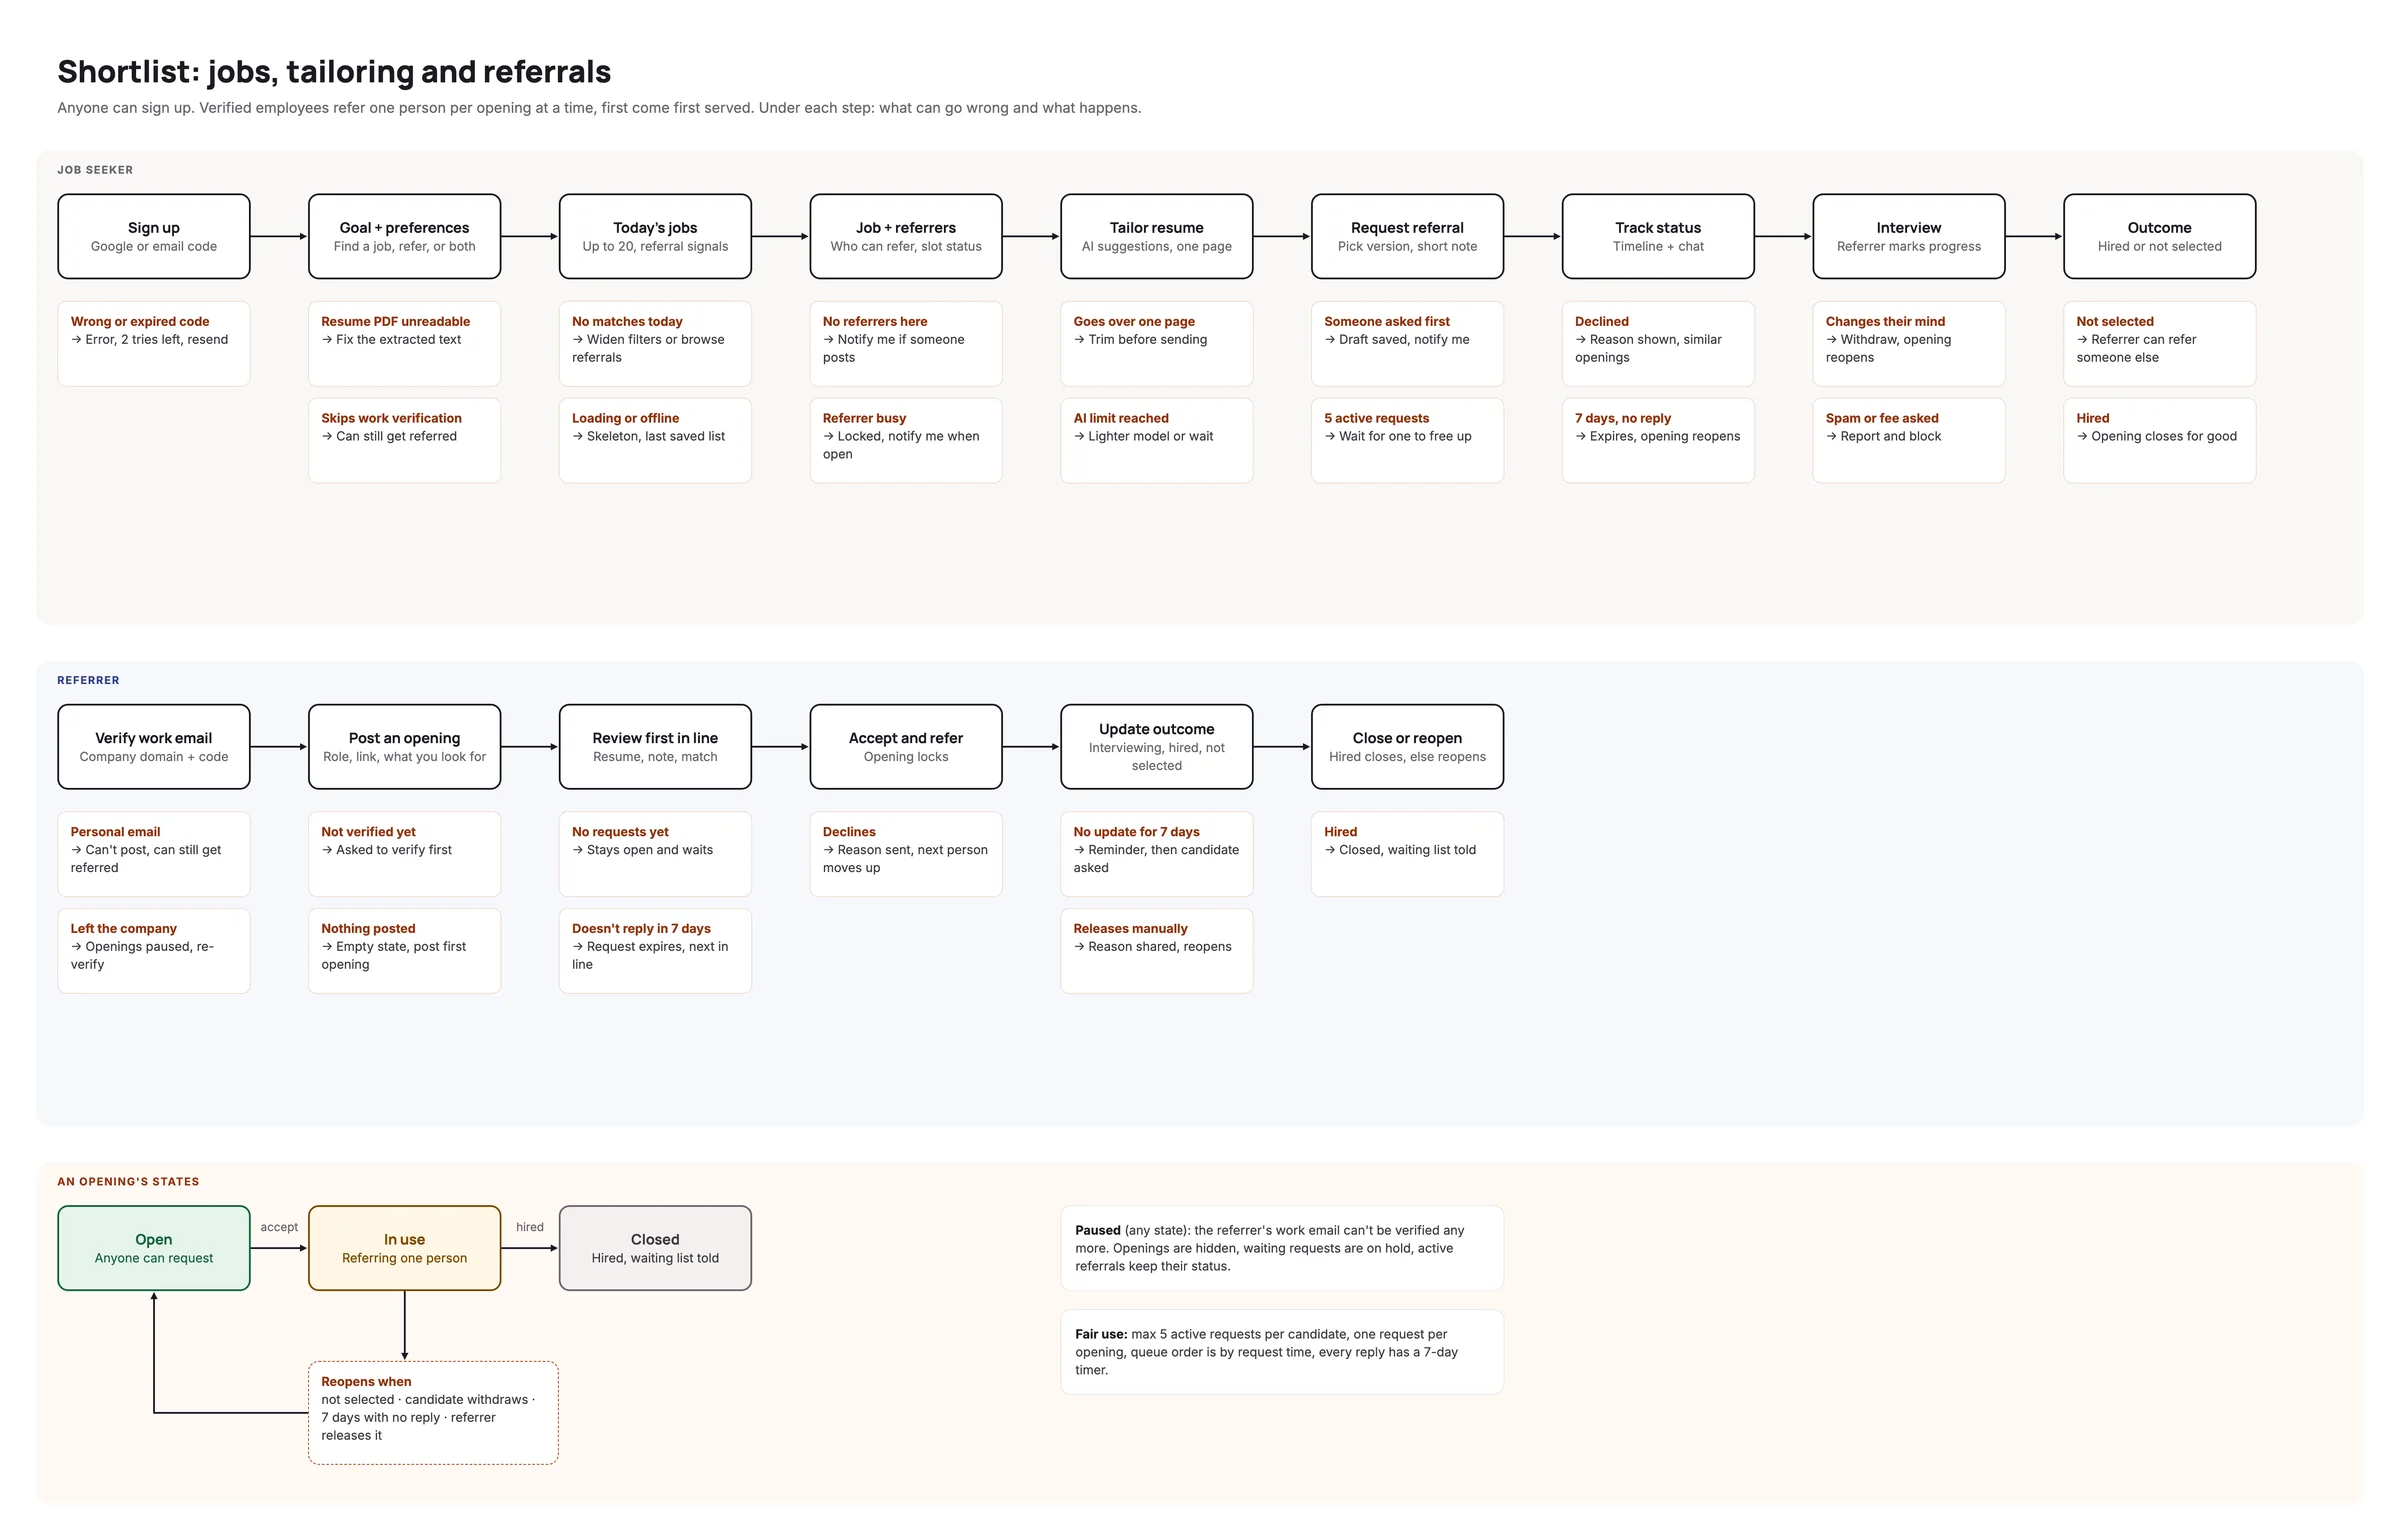 Shortlist: jobs, tailoring and referrals
Anyone can sign up. Verified employees refer one person per opening at a time, first come first served. Under each step: what can go wrong and what happens.
JOB SEEKER
Sign up
Google or email code
Goal + preferences
Find a job, refer, or both
Today's jobs
Up to 20, referral signals
Job + referrers
Who can refer, slot status
Tailor resume
AI suggestions, one page
Request referral
Pick version, short note
Track status
Timeline + chat
Interview
Referrer marks progress
Outcome
Hired or not selected
Wrong or expired code
→ Error, 2 tries left, resend
Resume PDF unreadable
→ Fix the extracted text
No matches today
→ Widen filters or browse
referrals
No referrers here
→ Notify me if someone
posts
Goes over one page
→ Trim before sending
Someone asked first
→ Draft saved, notify me
Declined
→ Reason shown, similar
openings
Changes their mind
→ Withdraw, opening
reopens
Not selected
→ Referrer can refer
someone else
Skips work verification
→ Can still get referred
Loading or offline
→ Skeleton, last saved list
Referrer busy
→ Locked, notify me when
open
AI limit reached
→ Lighter model or wait
5 active requests
→ Wait for one to free up
7 days, no reply
→ Expires, opening reopens
Spam or fee asked
→ Report and block
Hired
→ Opening closes for good
REFERRER
Verify work email
Company domain + code
Post an opening
Role, link, what you look for
Review first in line
Resume, note, match
Accept and refer
Opening locks
Update outcome
Interviewing, hired, not
selected
Close or reopen
Hired closes, else reopens
Personal email
→ Can't post, can still get
referred
Not verified yet
→ Asked to verify first
No requests yet
→ Stays open and waits
Declines
→ Reason sent, next person
moves up
No update for 7 days
→ Reminder, then candidate
asked
Hired
→ Closed, waiting list told
Left the company
→ Openings paused, re-
verify
Nothing posted
→ Empty state, post first
opening
Doesn't reply in 7 days
→ Request expires, next in
line
Releases manually
→ Reason shared, reopens
AN OPENING'S STATES
Open
Anyone can request
accept
In use
Referring one person
hired
Closed
Hired, waiting list told
Reopens when
not selected · candidate withdraws ·
7 days with no reply · referrer
releases it
Paused (any state): the referrer's work email can't be verified any
more. Openings are hidden, waiting requests are on hold, active
referrals keep their status.
Fair use: max 5 active requests per candidate, one request per
opening, queue order is by request time, every reply has a 7-day
timer.